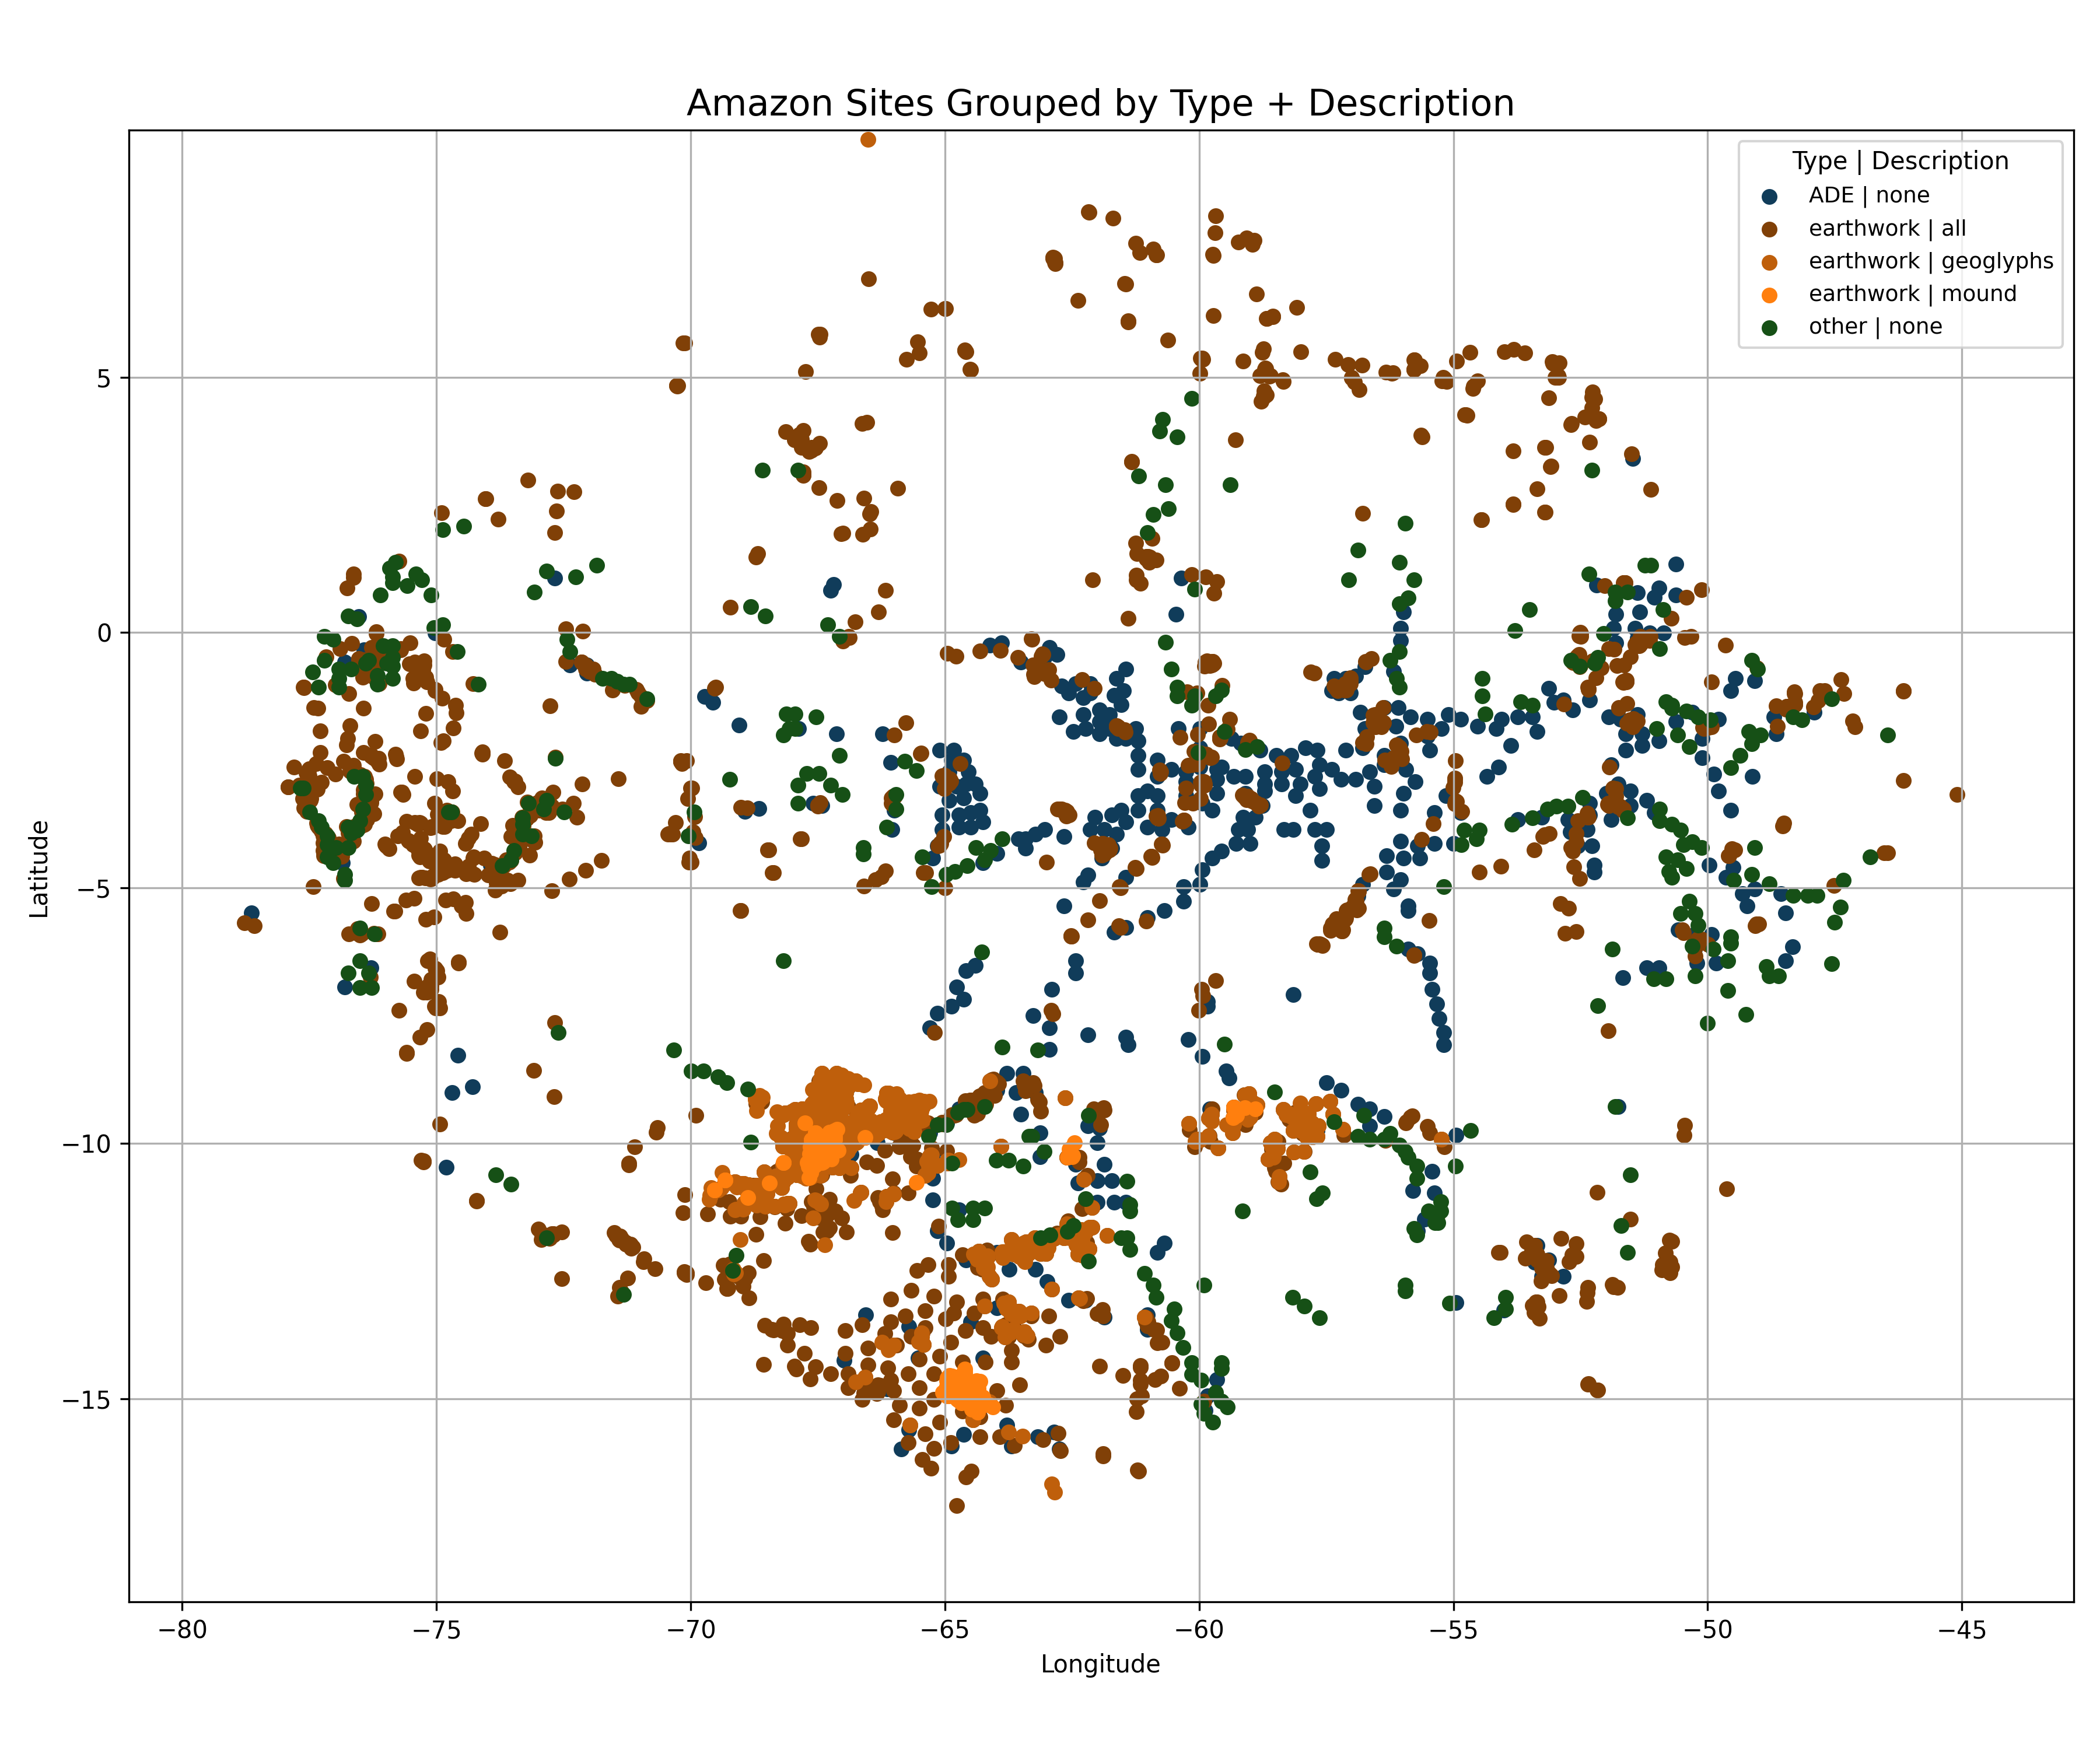 Amazon Sites Grouped by Type + Description
Type | Description
ADE | none
earthwork | all
earthwork | geoglyphs
earthwork | mound
other | none
5
0
−5
−10
−15
Latitude
−80 −75 −70 −65 −60 −55 −50 −45
Longitude